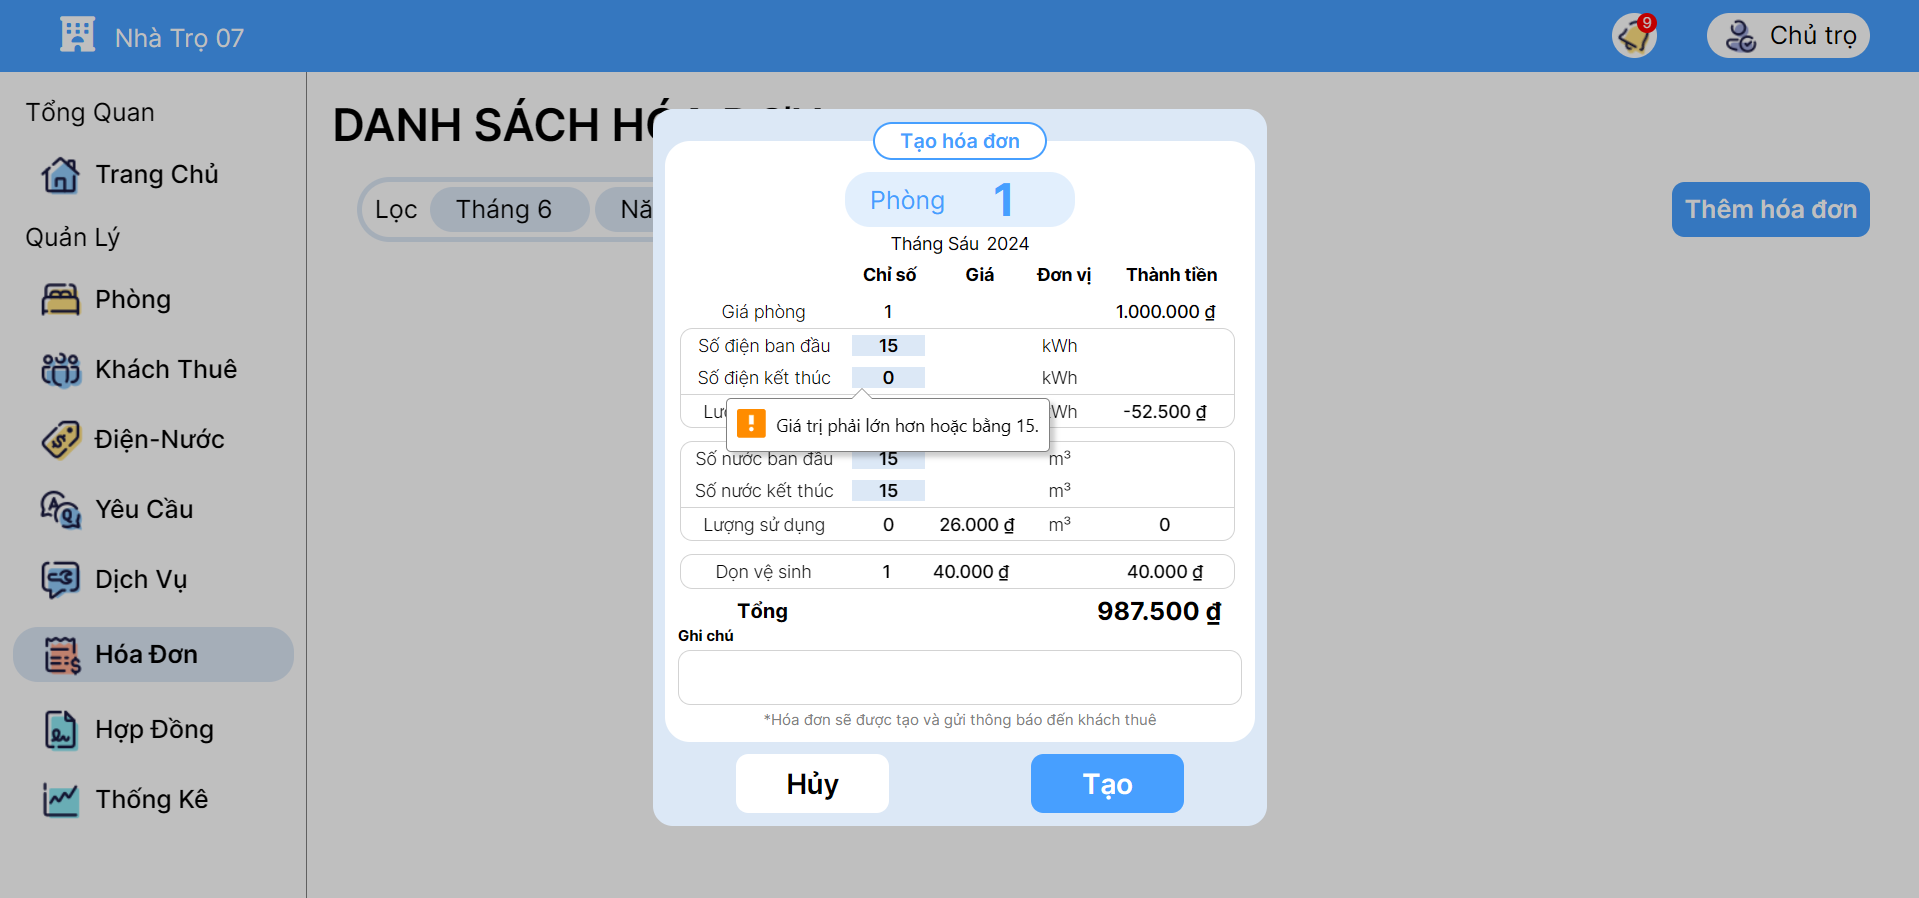 Nhà Trọ 07
9
Chủ trọ
Tổng Quan
Trang Chủ
Quản Lý
Phòng
Khách Thuê
Điện-Nước
Yêu Cầu
Dịch Vụ
Hóa Đơn
Hợp Đồng
Thống Kê
DANH SÁCH HÓA ĐƠN
Lọc Tháng 6 Nă
Thêm hóa đơn
Tạo hóa đơn
Phòng 1
Tháng Sáu 2024
Chỉ số Giá Đơn vị Thành tiền
Giá phòng 1 1.000.000 ₫
Số điện ban đầu 15 kWh
Số điện kết thúc 0 kWh
Lư Wh -52.500 ₫
Giá trị phải lớn hơn hoặc bằng 15.
Số nước ban đầu 15 m³
Số nước kết thúc 15 m³
Lượng sử dụng 0 26.000 ₫ m³ 0
Dọn vệ sinh 1 40.000 ₫ 40.000 ₫
Tổng 987.500 ₫
Ghi chú
*Hóa đơn sẽ được tạo và gửi thông báo đến khách thuê
Hủy
Tạo